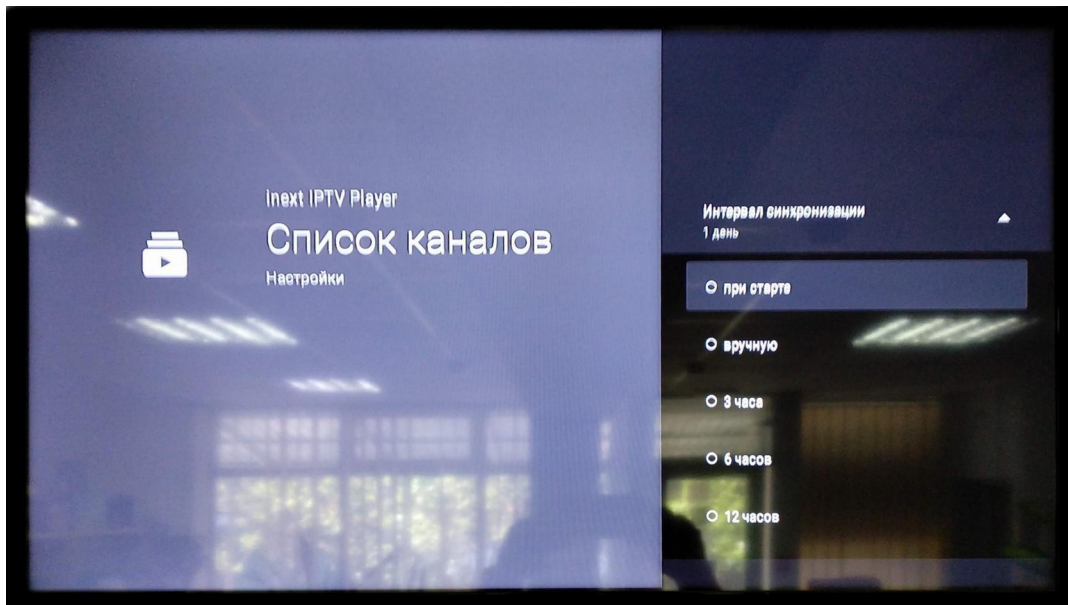 inext IPTV Player
Список каналов
Настройки
Интервал синхронизации
1 день
при старте
вручную
3 часа
6 часов
12 часов